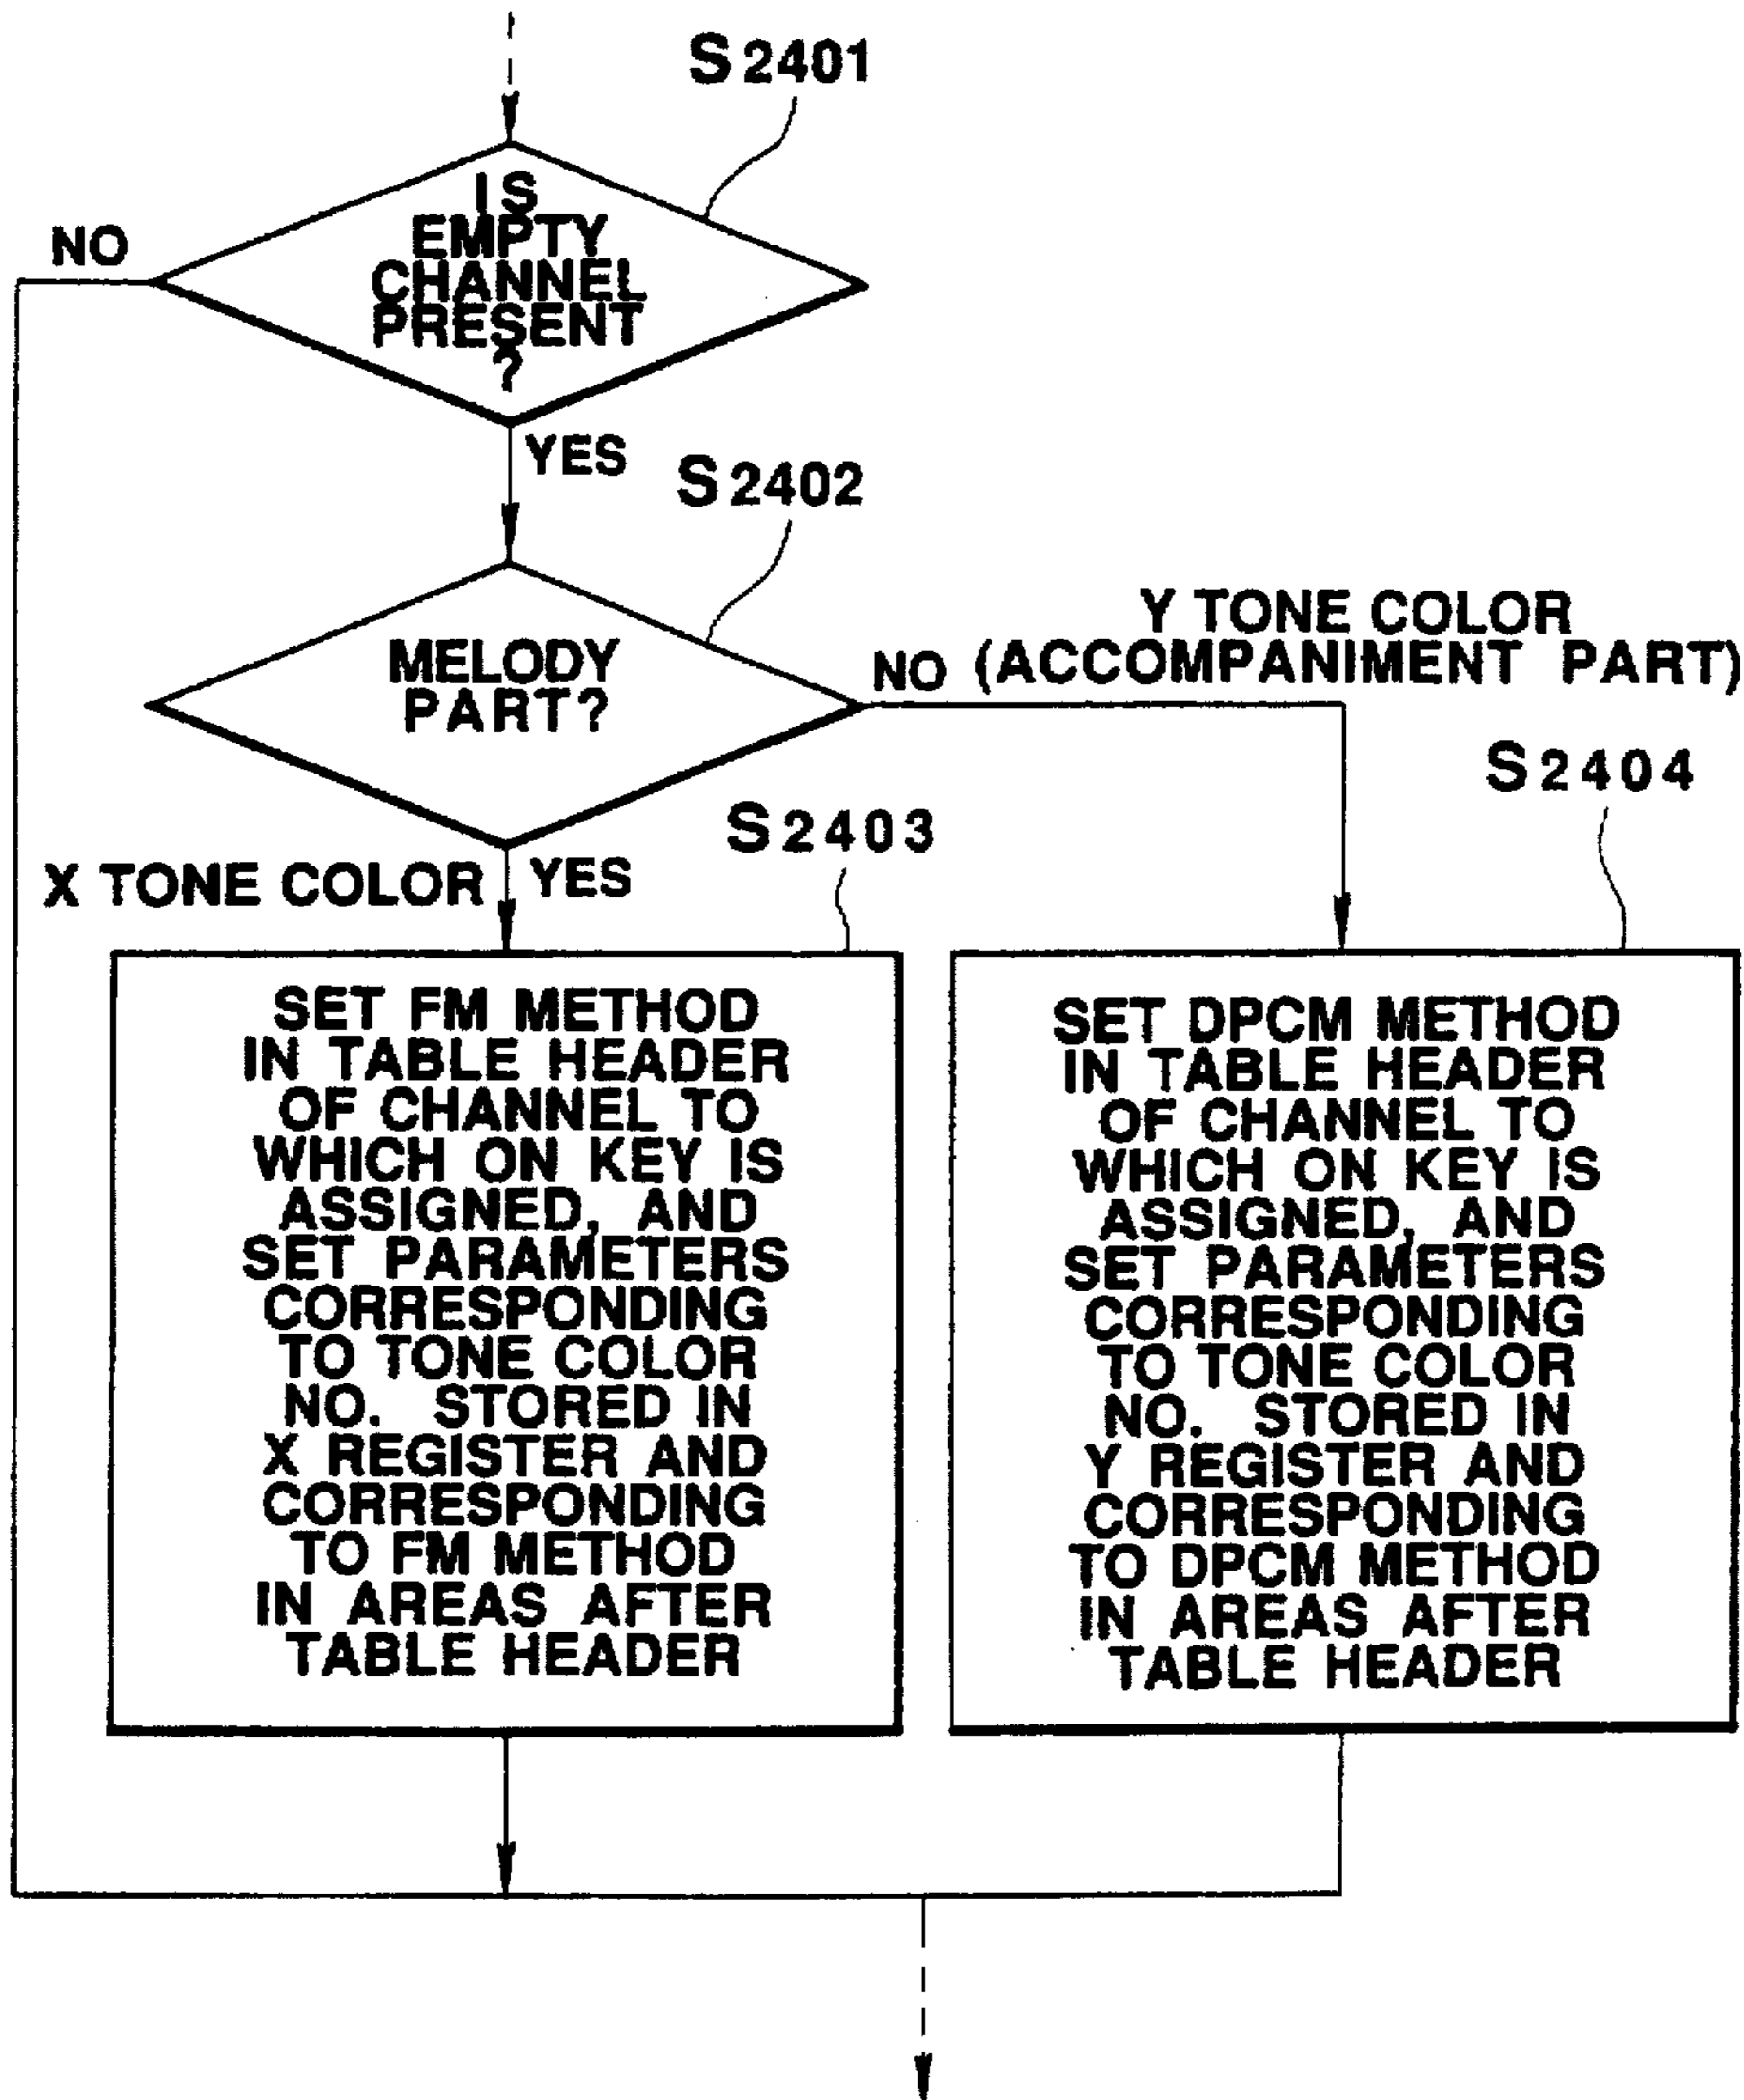 S2401
IS
EMPTY
CHANNEL
PRESENT
?
NO
YES
S2402
MELODY
PART?
Y TONE COLOR
NO (ACCOMPANIMENT PART)
S2404
S2403
X TONE COLOR YES
SET FM METHOD
IN TABLE HEADER
OF CHANNEL TO
WHICH ON KEY IS
ASSIGNED, AND
SET PARAMETERS
CORRESPONDING
TO TONE COLOR
NO. STORED IN
X REGISTER AND
CORRESPONDING
TO FM METHOD
IN AREAS AFTER
TABLE HEADER
SET DPCM METHOD
IN TABLE HEADER
OF CHANNEL TO
WHICH ON KEY IS
ASSIGNED, AND
SET PARAMETERS
CORRESPONDING
TO TONE COLOR
NO. STORED IN
Y REGISTER AND
CORRESPONDING
TO DPCM METHOD
IN AREAS AFTER
TABLE HEADER